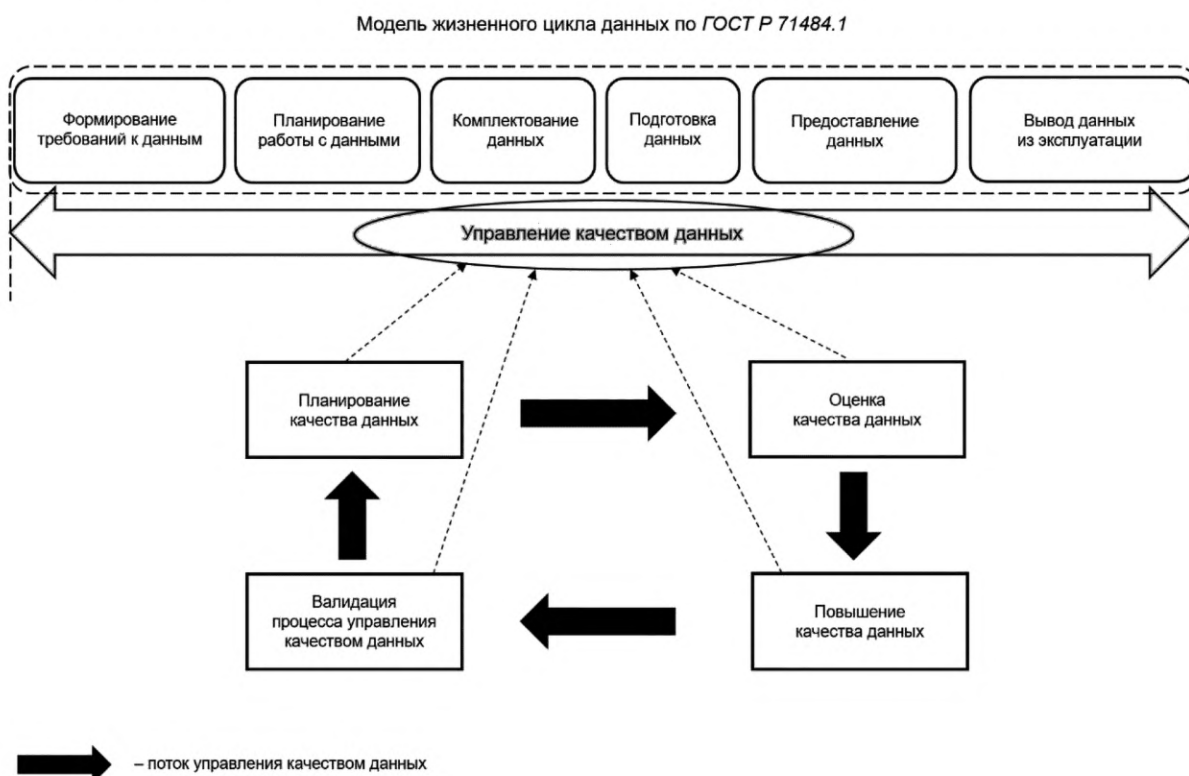 Модель жизненного цикла данных по ГОСТ Р 71484.1
Формирование
требований к данным
Планирование
работы с данными
Комплектование
данных
Подготовка
данных
Предоставление
данных
Вывод данных
из эксплуатации
Управление качеством данных
Планирование
качества данных
Оценка
качества данных
Валидация
процесса управления
качеством данных
Повышение
качества данных
– поток управления качеством данных